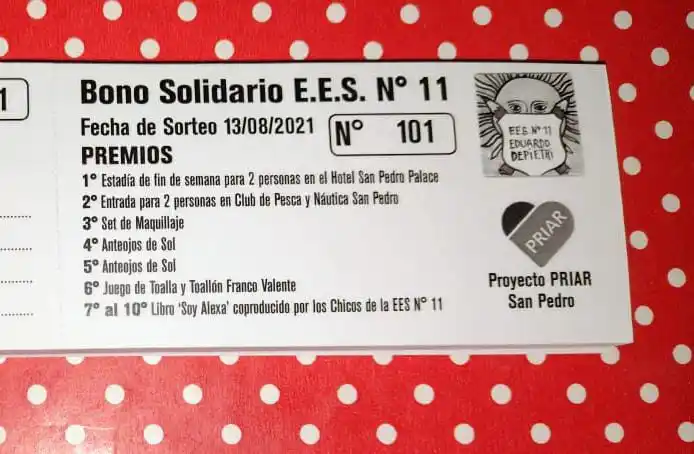 1
Bono Solidario E.E.S. N° 11
Fecha de Sorteo 13/08/2021
N° 101
PREMIOS
1° Estadía de fin de semana para 2 personas en el Hotel San Pedro Palace
2° Entrada para 2 personas en Club de Pesca y Náutica San Pedro
3° Set de Maquillaje
4° Anteojos de Sol
5° Anteojos de Sol
6° Juego de Toalla y Toallón Franco Valente
7° al 10° Libro 'Soy Alexa' coproducido por los Chicos de la EES N° 11
EES N° 11
EDUARDO
DEPIETRI
PRIAR
Proyecto PRIAR
San Pedro